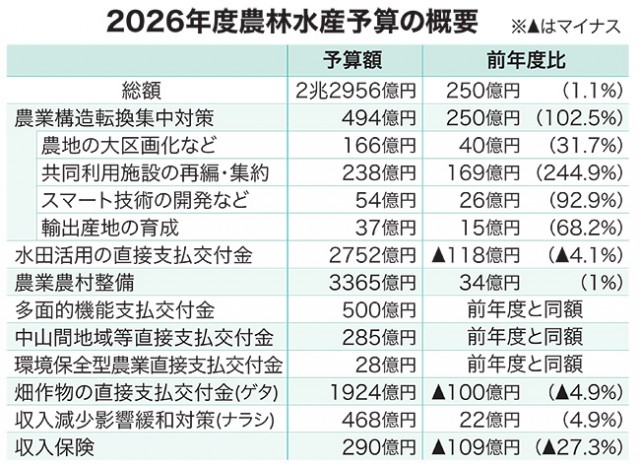 2026年度農林水産予算の概要 ※▲はマイナス
予算額 前年度比
総額 2兆2956億円 250億円 (1.1%)
農業構造転換集中対策 494億円 250億円 (102.5%)
農地の大区画化など 166億円 40億円 (31.7%)
共同利用施設の再編・集約 238億円 169億円 (244.9%)
スマート技術の開発など 54億円 26億円 (92.9%)
輸出産地の育成 37億円 15億円 (68.2%)
水田活用の直接支払交付金 2752億円 ▲118億円 (▲4.1%)
農業農村整備 3365億円 34億円 (1%)
多面的機能支払交付金 500億円 前年度と同額
中山間地域等直接支払交付金 285億円 前年度と同額
環境保全型農業直接支払交付金 28億円 前年度と同額
畑作物の直接支払交付金(ゲタ) 1924億円 ▲100億円 (▲4.9%)
収入減少影響緩和対策(ナラシ) 468億円 22億円 (4.9%)
収入保険 290億円 ▲109億円 (▲27.3%)